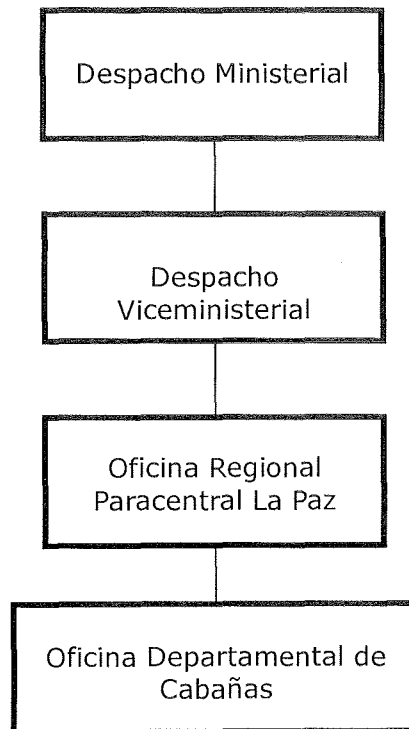 Despacho Ministerial
Despacho
Viceministerial
Oficina Regional
Paracentral La Paz
Oficina Departamental de
Cabañas